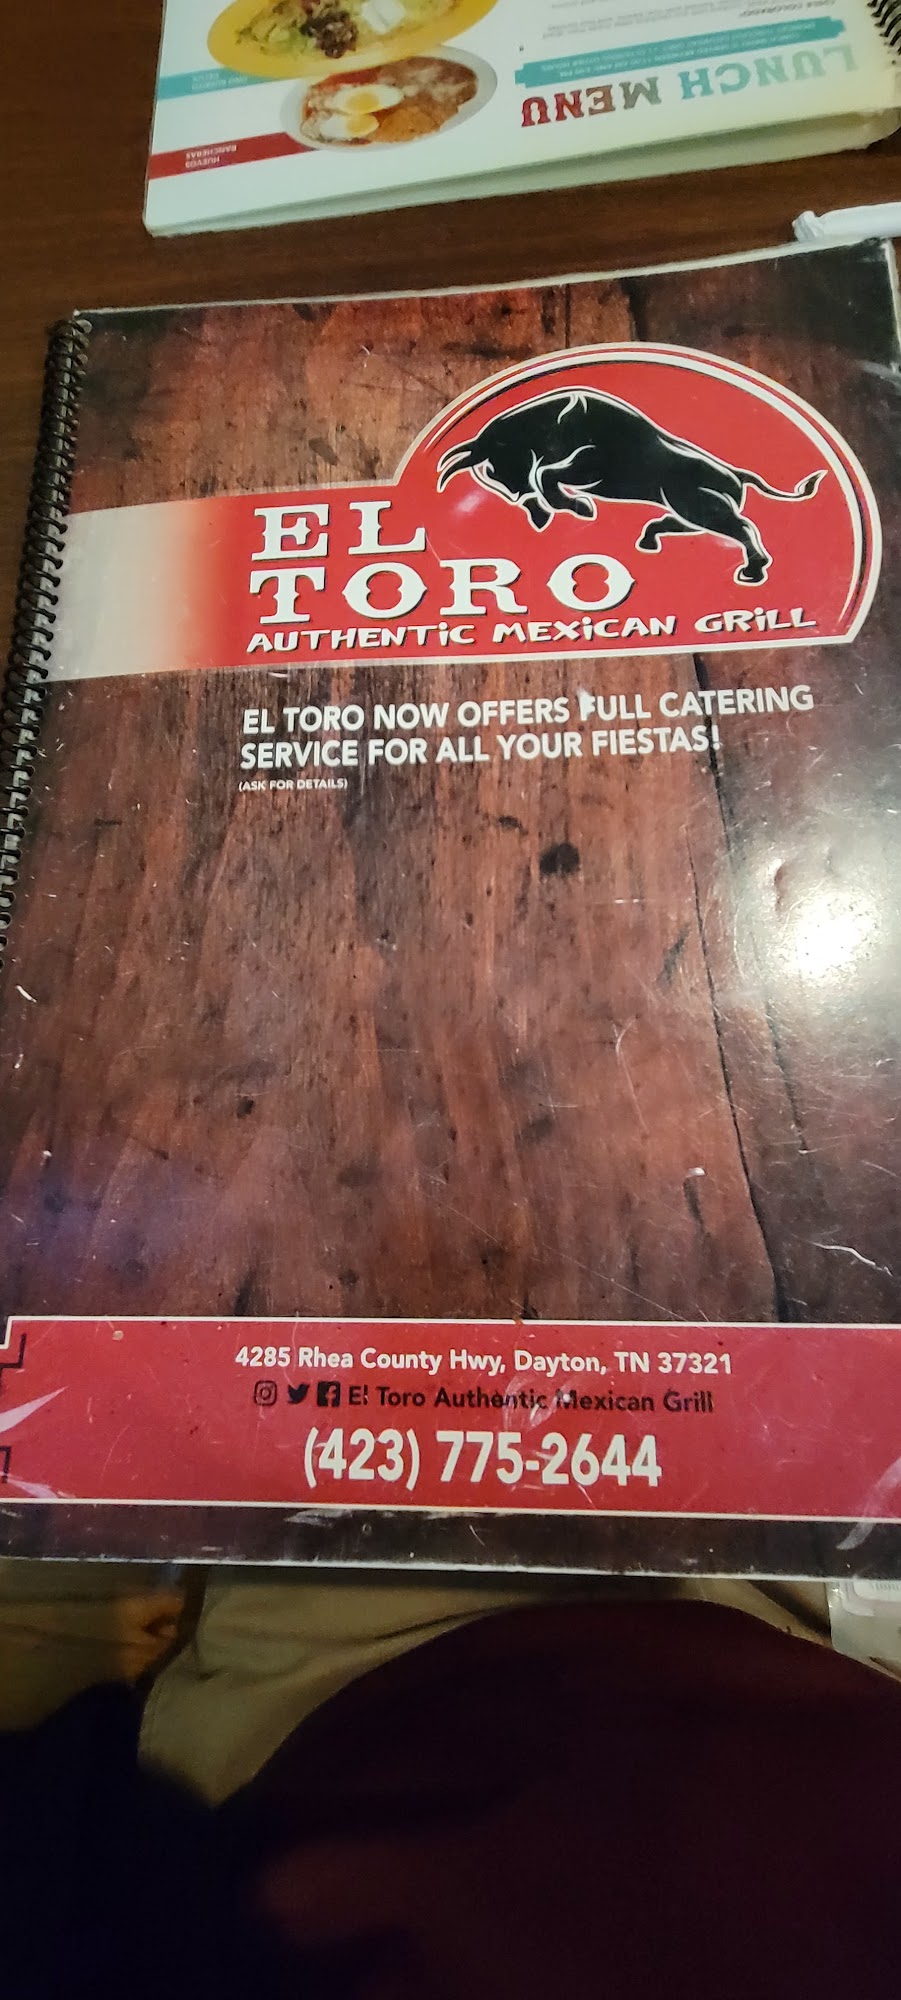 LUNCH MENU
HUEVOS
RANCHEROS
EL
TORO
AUTHENTIC MEXICAN GRILL
EL TORO NOW OFFERS FULL CATERING
SERVICE FOR ALL YOUR FIESTAS!
(ASK FOR DETAILS)
4285 Rhea County Hwy, Dayton, TN 37321
El Toro Authentic Mexican Grill
(423) 775-2644